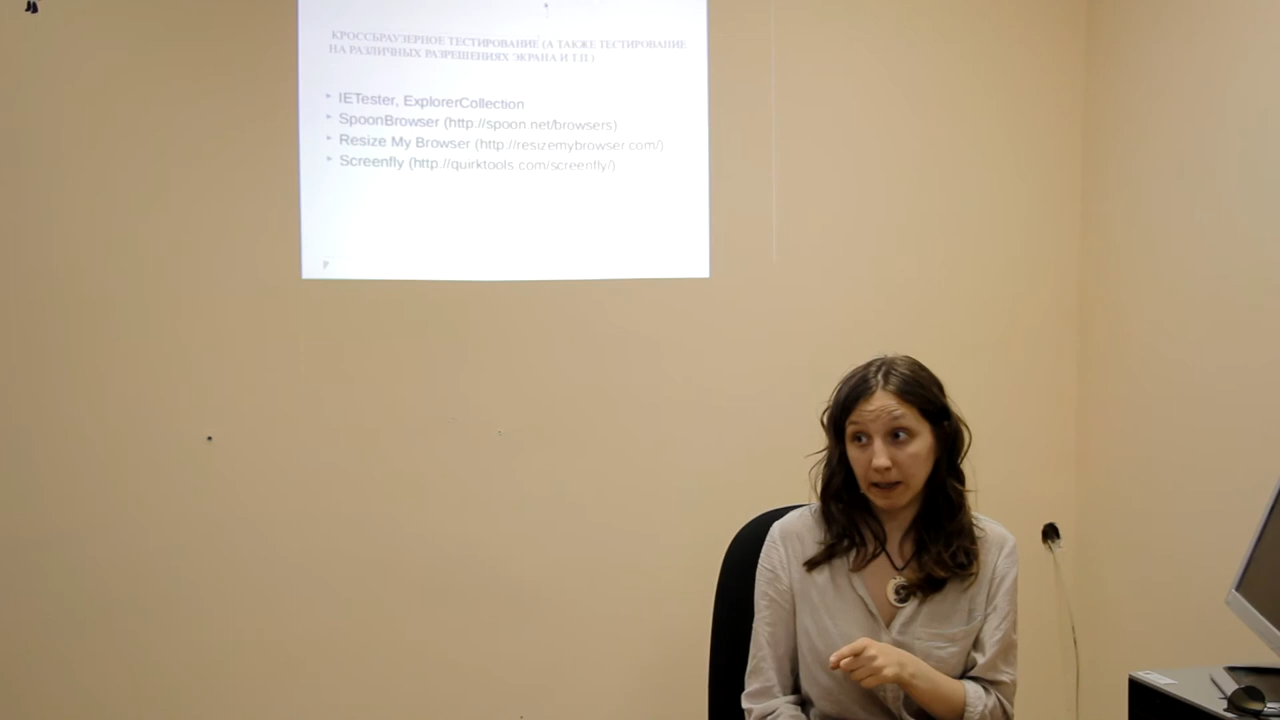 КРОССБРАУЗЕРНОЕ ТЕСТИРОВАНИЕ (А ТАКЖЕ ТЕСТИРОВАНИЕ
НА РАЗЛИЧНЫХ РАЗРЕШЕНИЯХ ЭКРАНА И Т.П.)
IETester, ExplorerCollection
SpoonBrowser (http://spoon.net/browsers)
Resize My Browser (http://resizemybrowser.com/)
Screenfly (http://quirktools.com/screenfly/)